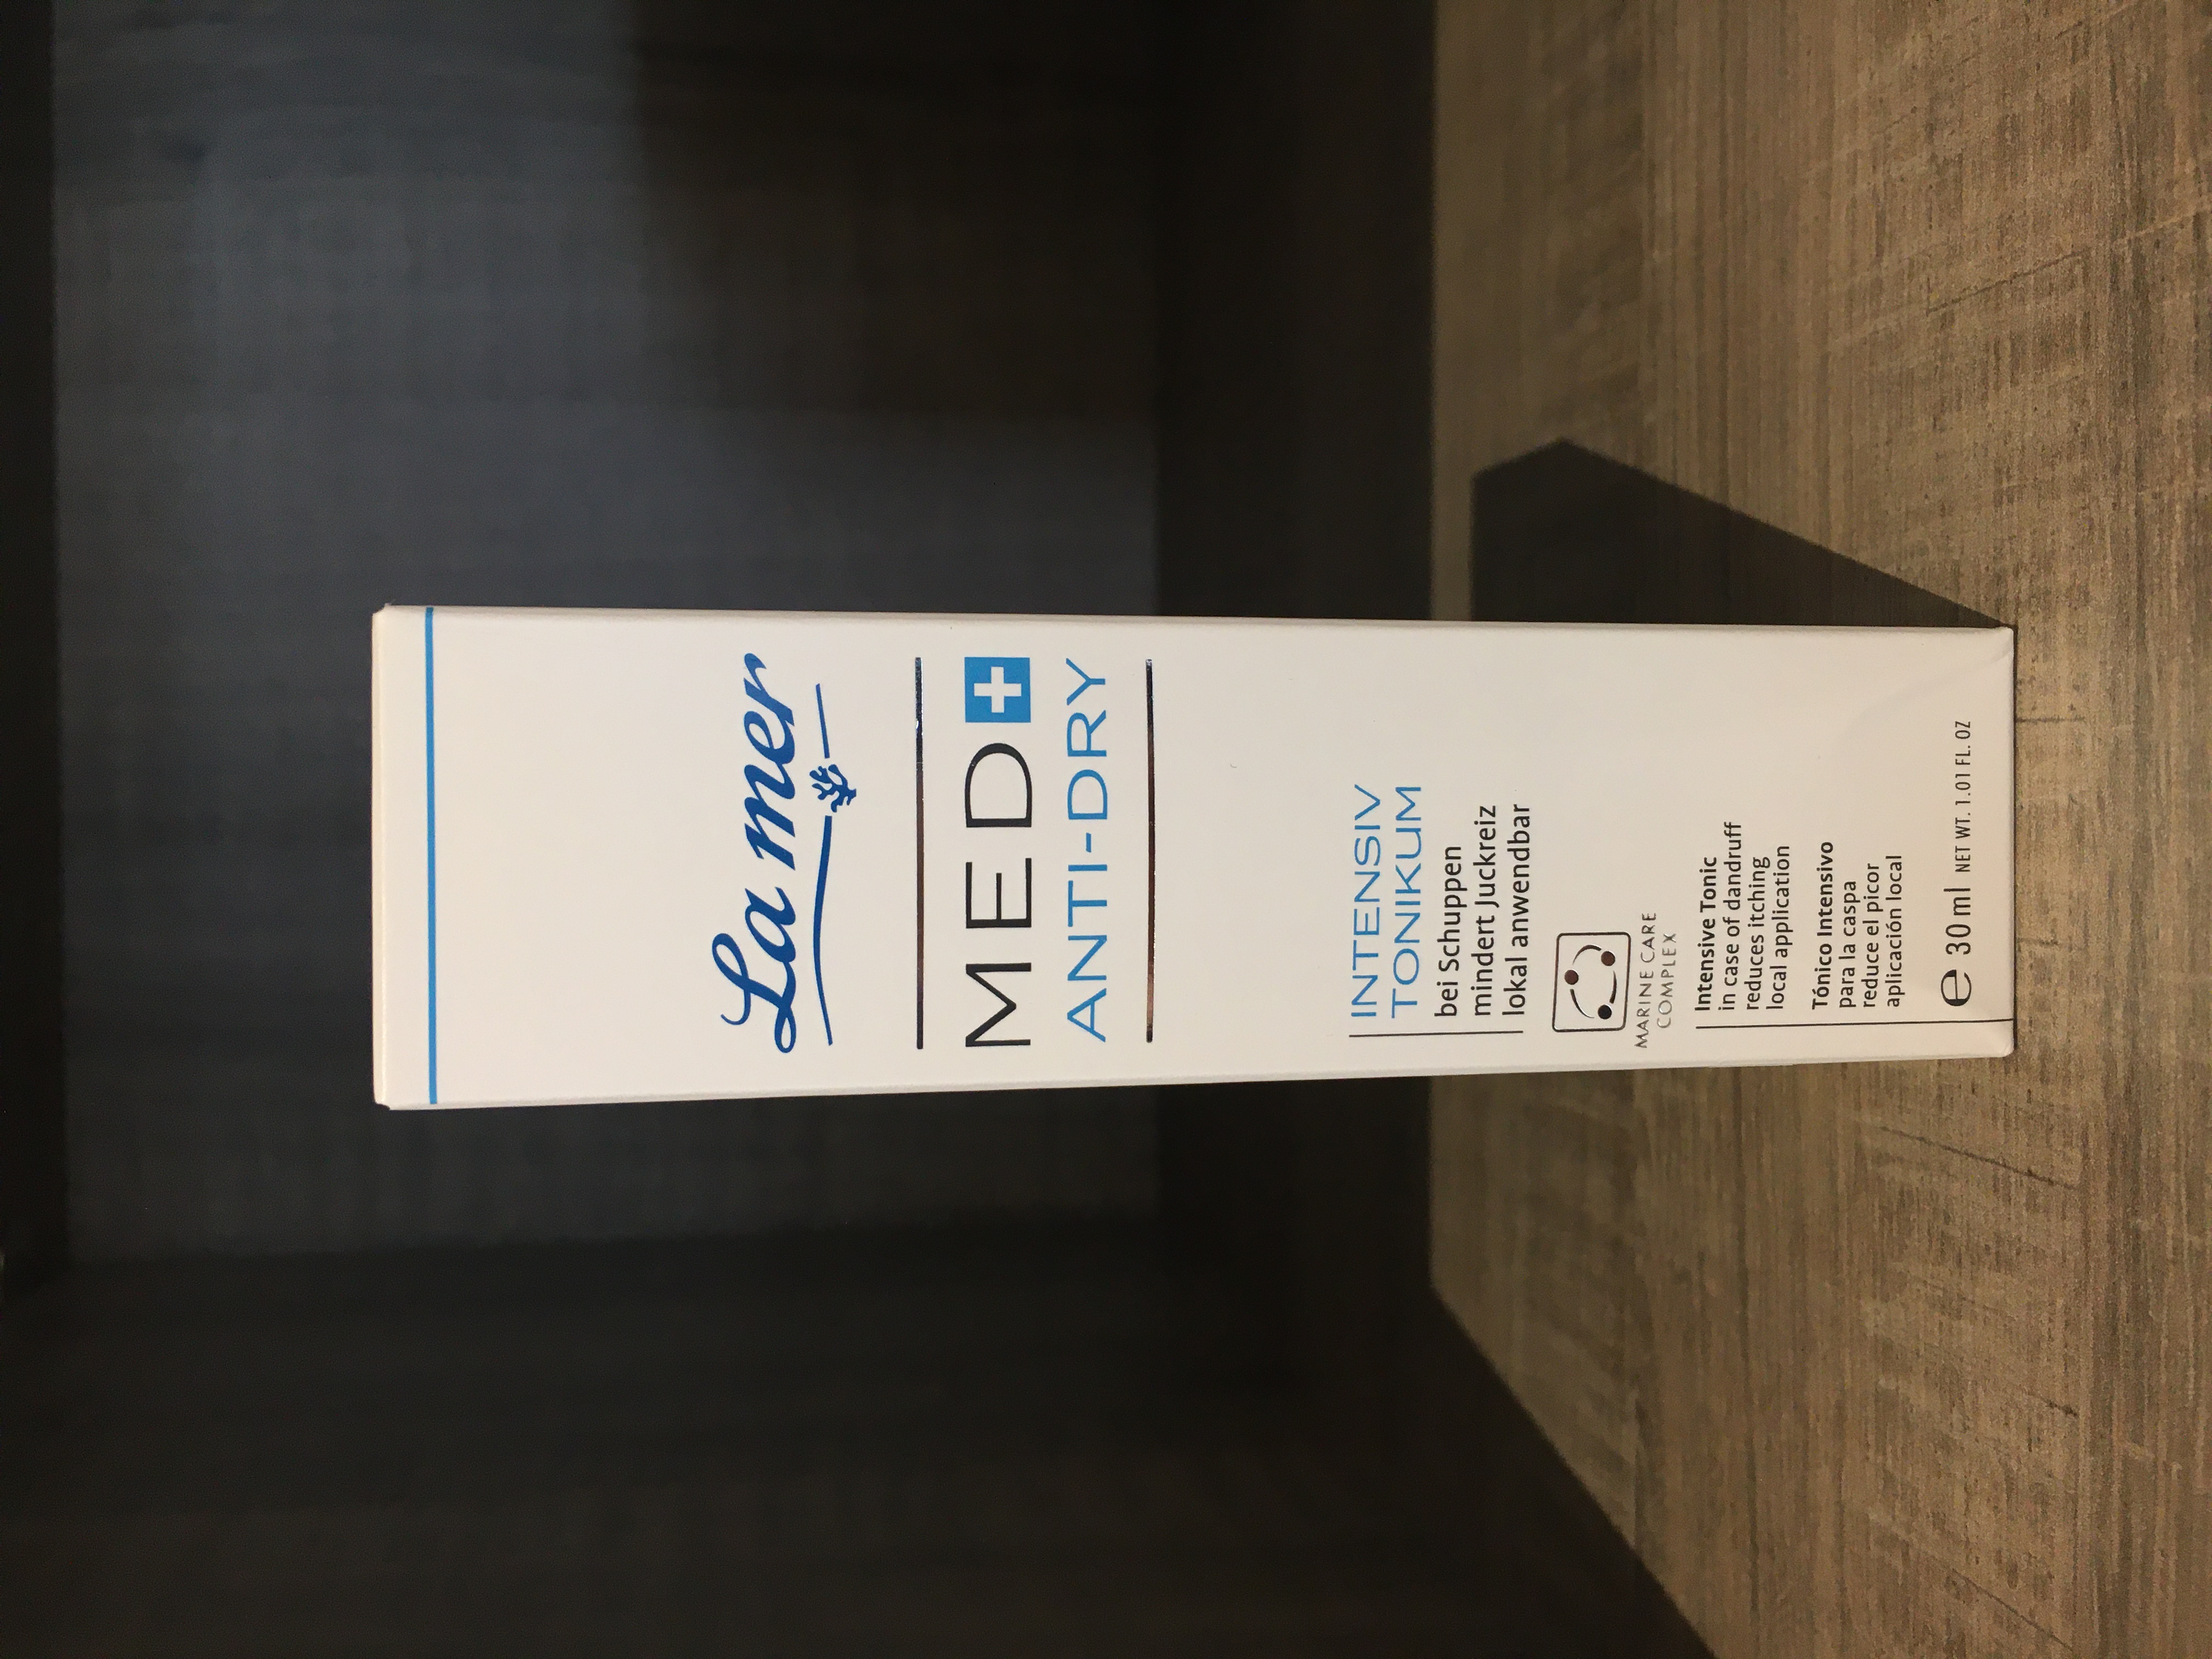 La mer
MED+
ANTI-DRY
INTENSIV
TONIKUM
bei Schuppen
mindert Juckreiz
lokal anwendbar
MARINE CARE
COMPLEX
Intensive Tonic
in case of dandruff
reduces itching
local application
Tónico Intensivo
para la caspa
reduce el picor
aplicación local
e 30 ml NET WT. 1.01 FL. OZ